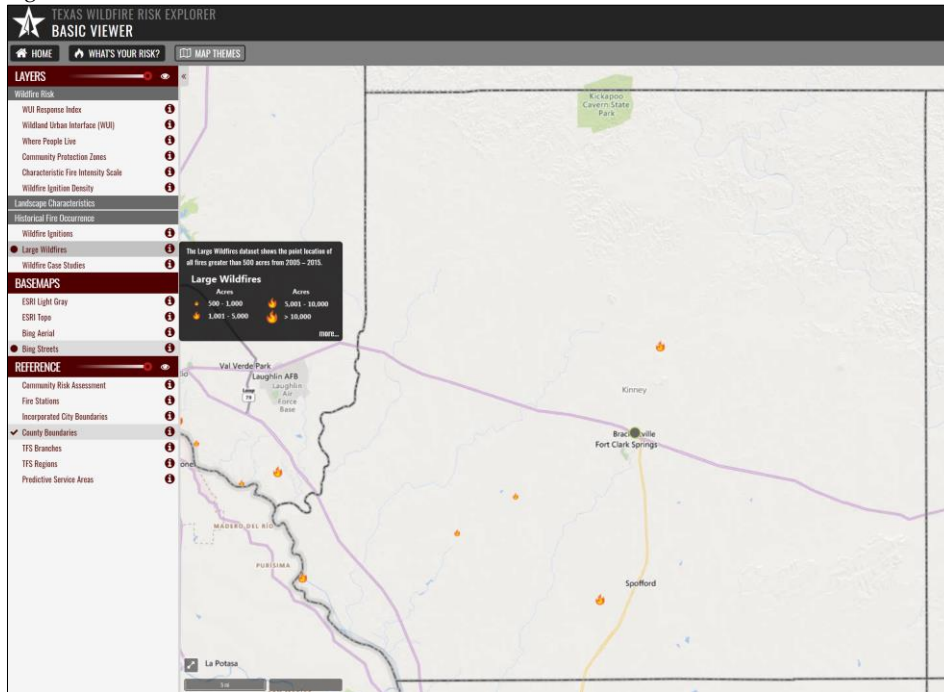 TEXAS WILDFIRE RISK EXPLORER
BASIC VIEWER
HOME
WHAT'S YOUR RISK?
MAP THEMES
LAYERS
Wildfire Risk
WUI Response Index
Wildland Urban Interface (WUI)
Where People Live
Community Protection Zones
Characteristic Fire Intensity Scale
Wildfire Ignition Density
Landscape Characteristics
Historical Fire Occurrence
Wildfire Ignitions
Large Wildfires
Wildfire Case Studies
BASEMAPS
ESRI Light Gray
ESRI Topo
Bing Aerial
Bing Streets
REFERENCE
Community Risk Assessment
Fire Stations
Incorporated City Boundaries
County Boundaries
TFS Branches
TFS Regions
Predictive Service Areas
«
Kickapoo
Cavern State
Park
The Large Wildfires dataset shows the point location of
all fires greater than 500 acres from 2005 – 2015.
Large Wildfires
Acres Acres
500 - 1,000 5,001 - 10,000
1,001 - 5,000 > 10,000
more...
Val Verde Park
Laughlin AFB
Laughlin
Air
Force
Base
Loop
79
Kinney
Fort Clark Springs
MADERO DEL RÍO
PURÍSIMA
Spofford
La Potasa